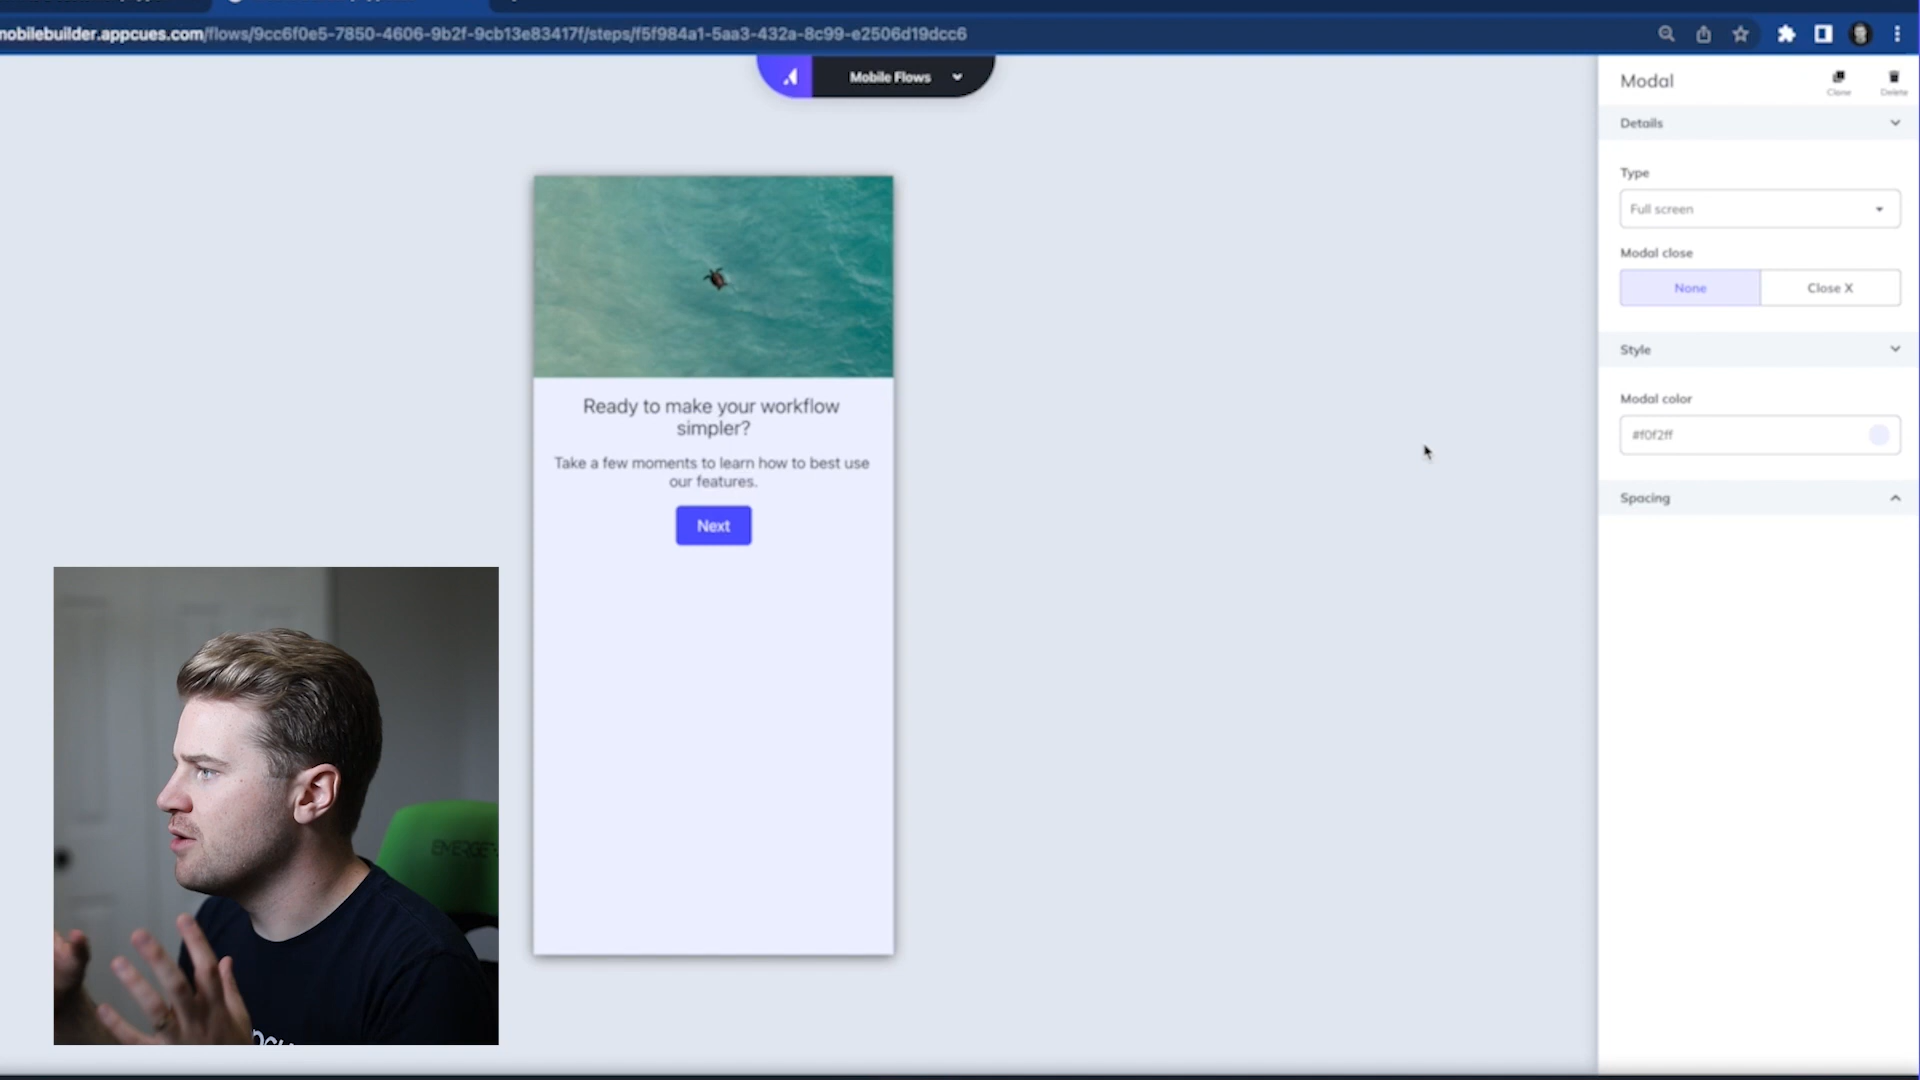 mobilebuilder.appcues.com/flows/9cc6f0e5-7850-4606-9b2f-9cb13e83417f/steps/f5f984a1-5aa3-432a-8c99-e2506d19dcc6
Mobile Flows
Modal
Clone
Delete
Details
Type
Full screen
Modal close
None
Close X
Style
Modal color
#f0f2ff
Spacing
Ready to make your workflow
simpler?
Take a few moments to learn how to best use
our features.
Next